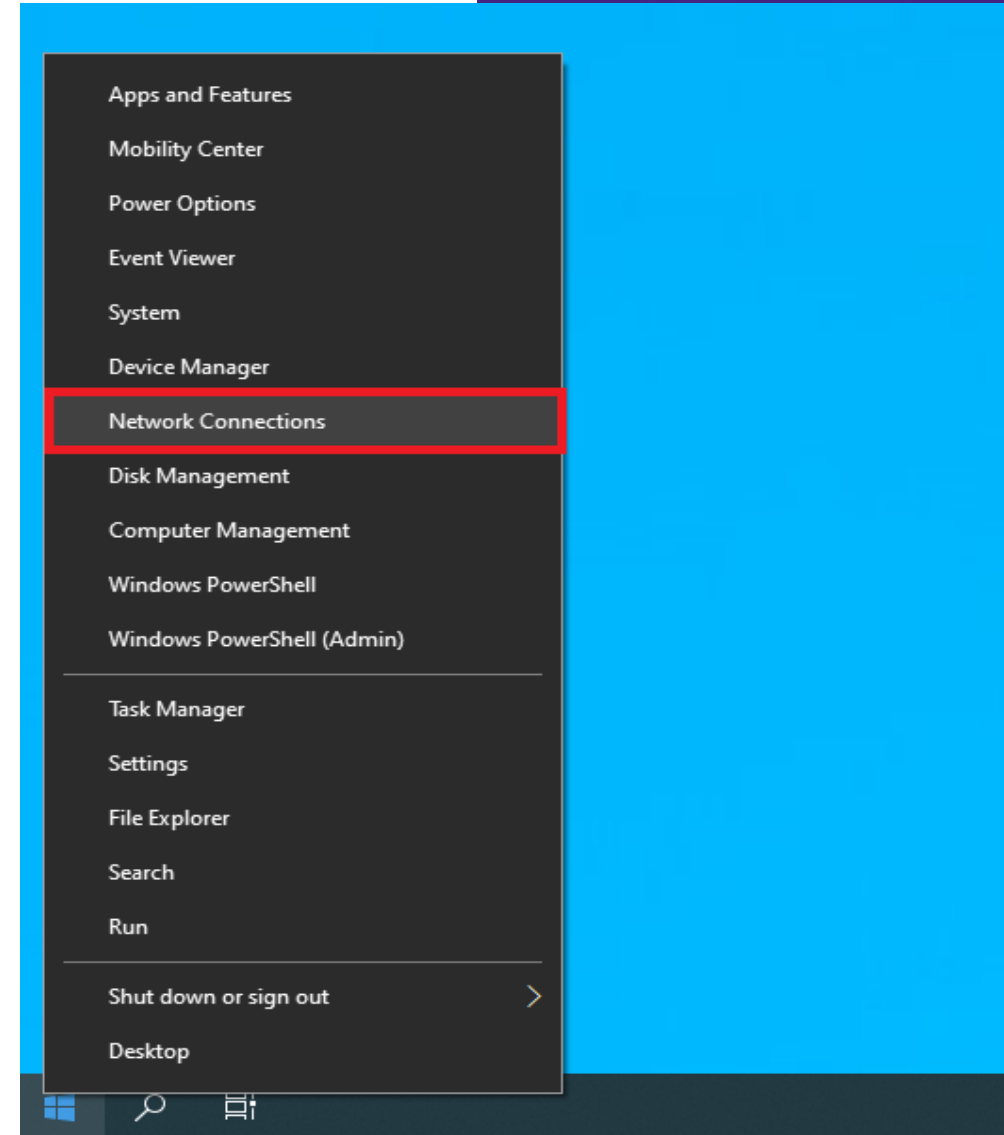 Apps and Features
Mobility Center
Power Options
Event Viewer
System
Device Manager
Network Connections
Disk Management
Computer Management
Windows PowerShell
Windows PowerShell (Admin)
Task Manager
Settings
File Explorer
Search
Run
Shut down or sign out
Desktop